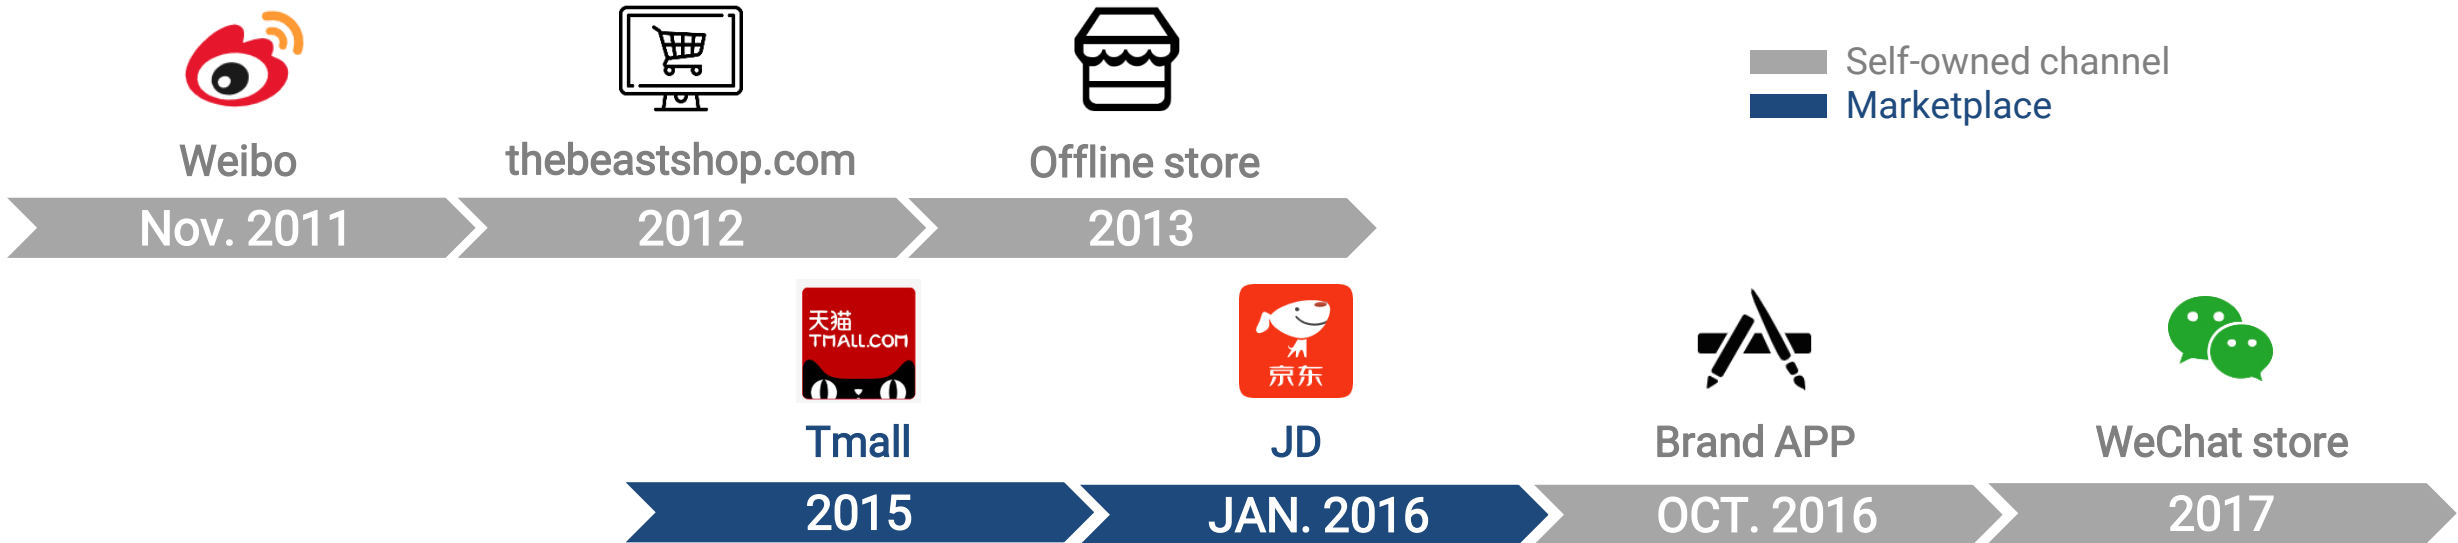 Self-owned channel
Marketplace
Weibo
thebeastshop.com
Offline store
Nov. 2011
2012
2013
天猫
TMALL.COM
京东
Tmall
JD
Brand APP
WeChat store
2015
JAN. 2016
OCT. 2016
2017